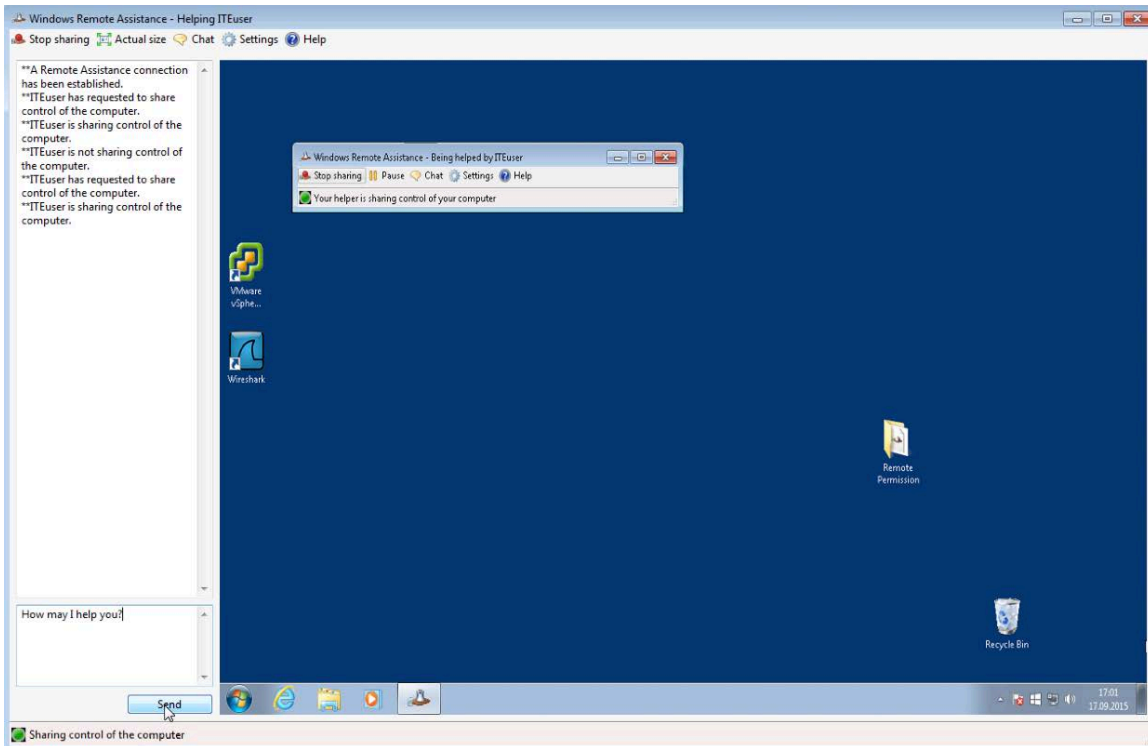 Windows Remote Assistance - Helping ITEuser
Stop sharing Actual size Chat Settings Help
**A Remote Assistance connection
has been established.
**ITEuser has requested to share
control of the computer.
**ITEuser is sharing control of the
computer.
**ITEuser is not sharing control of
the computer.
**ITEuser has requested to share
control of the computer.
**ITEuser is sharing control of the
computer.
Windows Remote Assistance - Being helped by ITEuser
Stop sharing Pause Chat Settings Help
Your helper is sharing control of your computer
VMware
vSphe...
Wireshark
Remote
Permission
Recycle Bin
How may I help you?
Send
17:01
17.09.2015
Sharing control of the computer